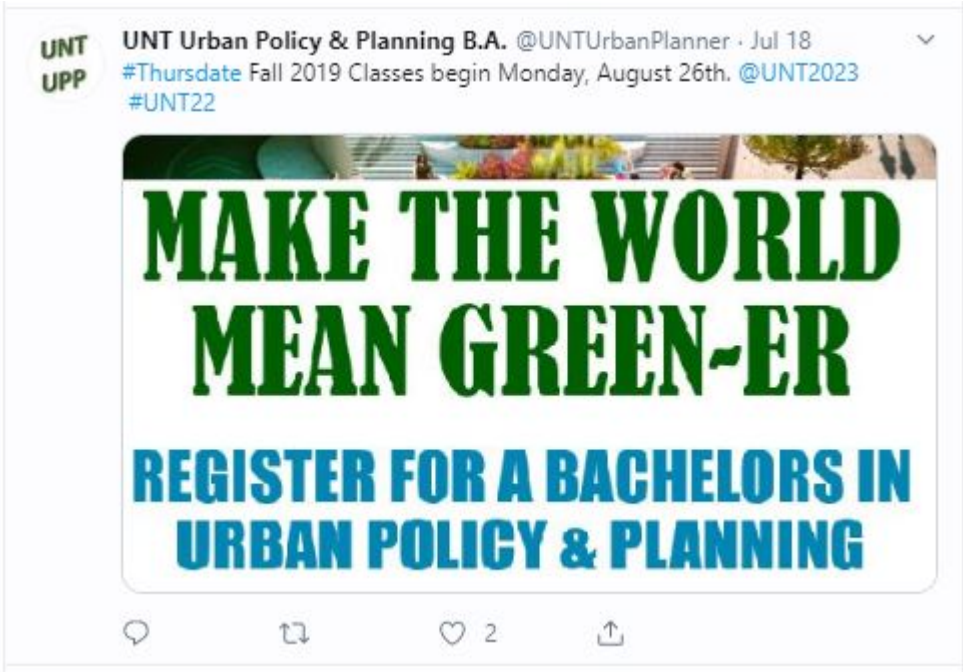 UNT
UPP
UNT Urban Policy & Planning B.A. @UNTUrbanPlanner · Jul 18
#Thursdate Fall 2019 Classes begin Monday, August 26th. @UNT2023
#UNT22
MAKE THE WORLD
MEAN GREEN~ER
REGISTER FOR A BACHELORS IN
URBAN POLICY & PLANNING
2